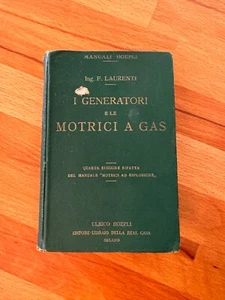 MANUALI HOEPLI
Ing. F. LAURENTI
I GENERATORI
E LE
MOTRICI A GAS
QUARTA EDIZIONE RIFATTA
DEL MANUALE "MOTRICI AD ESPLOSIONE„
ULRICO HOEPLI
EDITORE-LIBRAIO DELLA REAL CASA
MILANO